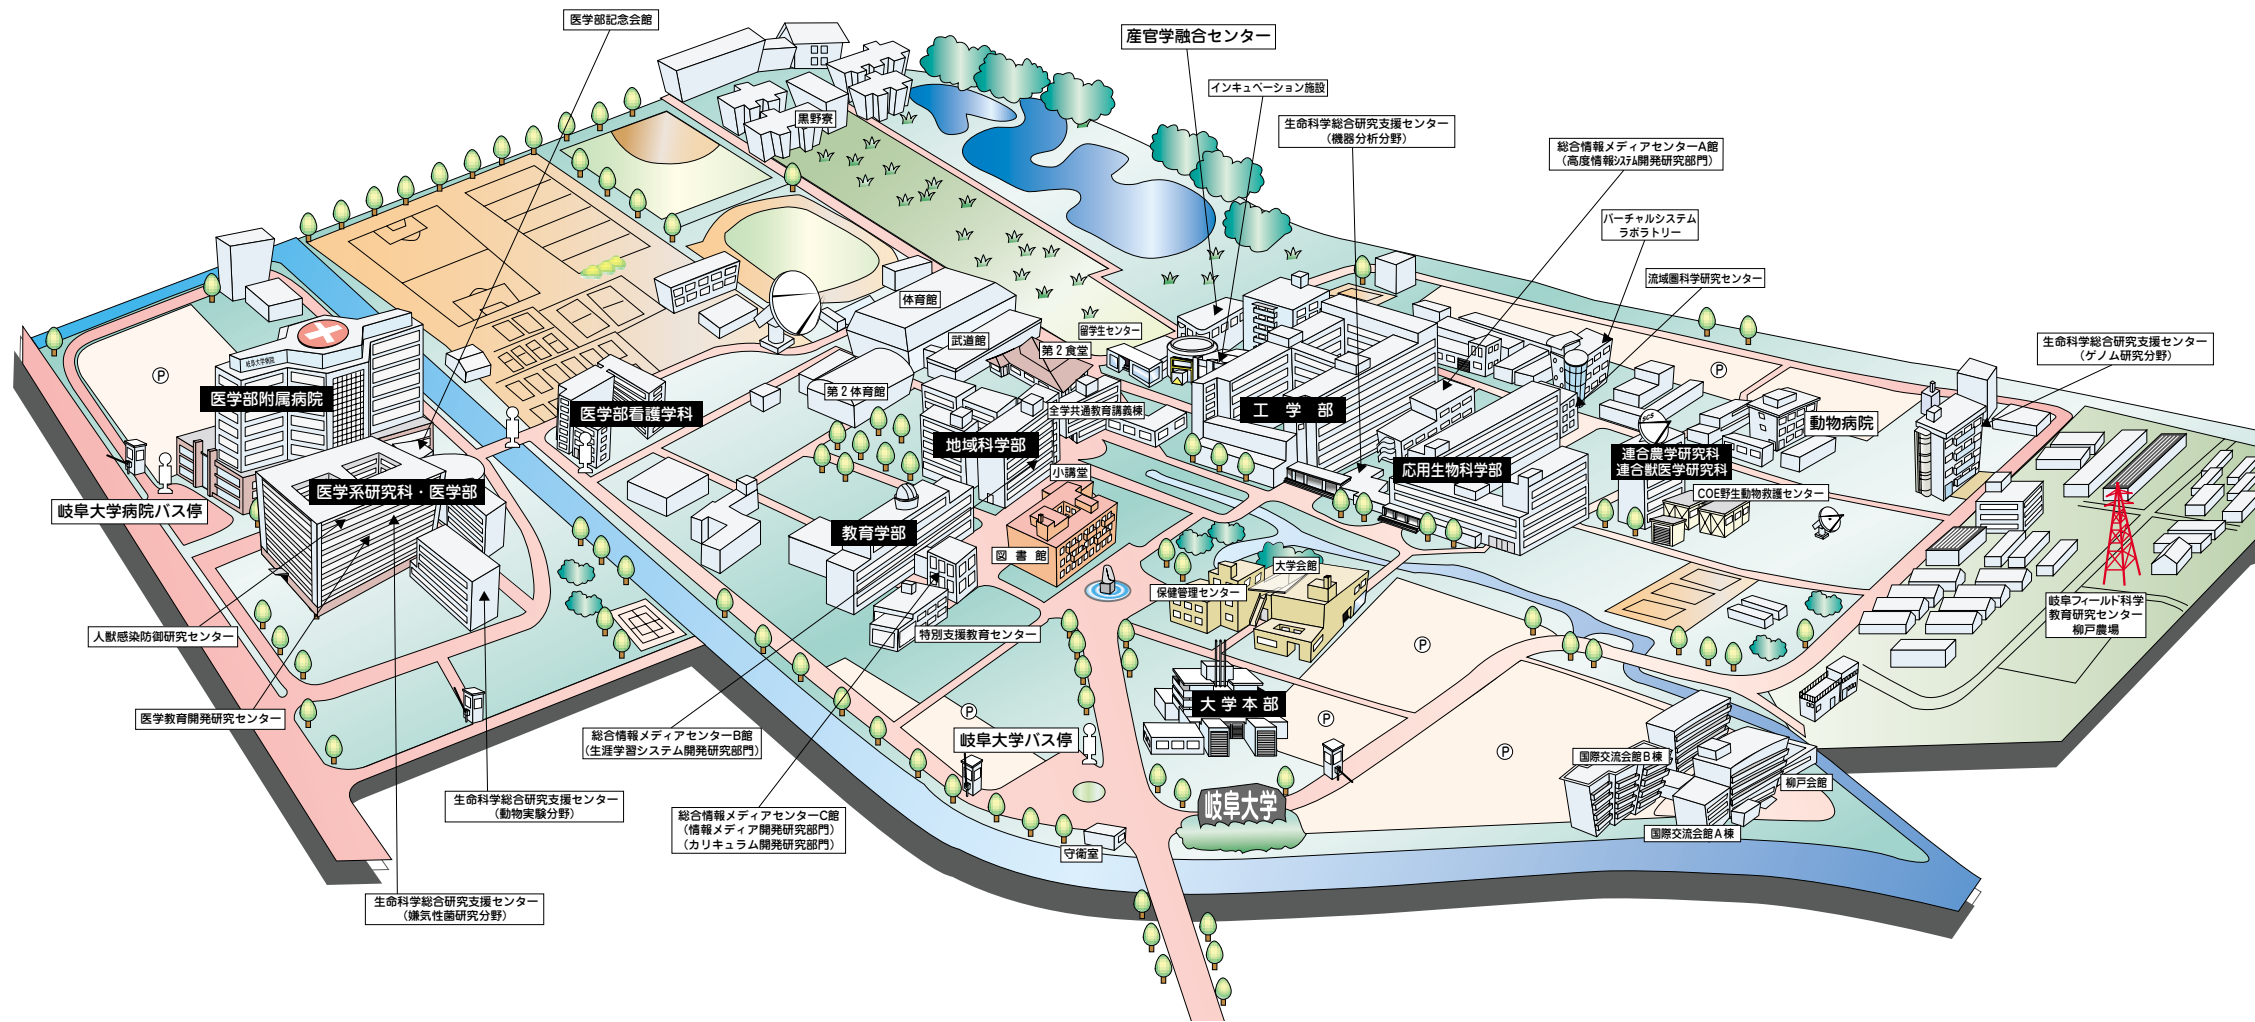 医学部記念会館
産官学融合センター
インキュベーション施設
生命科学総合研究支援センター
（機器分析分野）
総合情報メディアセンターA館
（高度情報システム開発研究部門）
バーチャルシステム
ラボラトリー
流域圏科学研究センター
生命科学総合研究支援センター
（ゲノム研究分野）
黒野寮
体育館
武道館
留学生センター
第2食堂
第2体育館
岐阜大学病院
P
医学部附属病院
医学部看護学科
全学共通教育講義棟
地域科学部
工学部
P
動物病院
連合農学研究科
連合獣医学研究科
応用生物科学部
小講堂
COE野生動物救護センター
医学系研究科・医学部
岐阜大学病院バス停
教育学部
図書館
大学会館
保健管理センター
岐阜フィールド科学
教育研究センター
柳戸農場
人獣感染防御研究センター
特別支援教育センター
P
医学教育開発研究センター
P
大学本部
P
総合情報メディアセンターB館
（生涯学習システム開発研究部門）
岐阜大学バス停
P
国際交流会館B棟
柳戸会館
生命科学総合研究支援センター
（動物実験分野）
岐阜大学
総合情報メディアセンターC館
（情報メディア開発研究部門）
（カリキュラム開発研究部門）
国際交流会館A棟
守衛室
生命科学総合研究支援センター
（嫌気性菌研究分野）